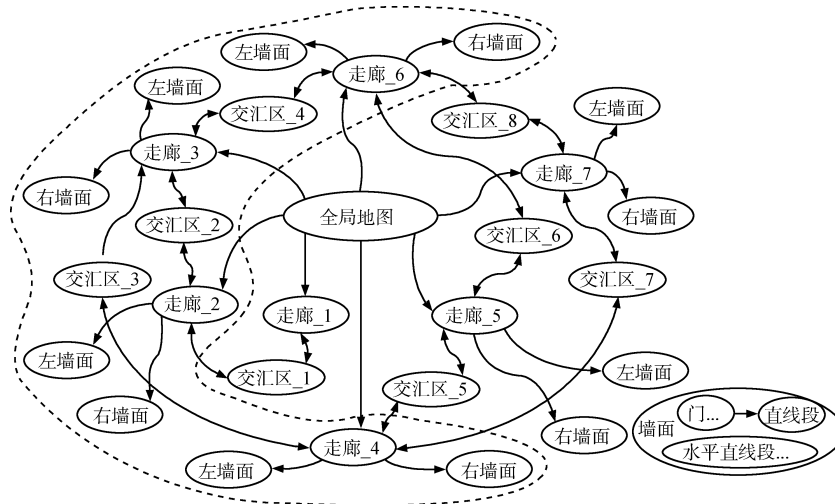 左墙面
右墙面
走廊_6
左墙面
交汇区_4
交汇区_8
左墙面
走廊_3
走廊_7
右墙面
全局地图
右墙面
交汇区_2
交汇区_6
交汇区_3
交汇区_7
走廊_2
走廊_1
走廊_5
左墙面
交汇区_1
交汇区_5
左墙面
右墙面
走廊_4
右墙面
左墙面
右墙面
墙面
门...
直线段
水平直线段...